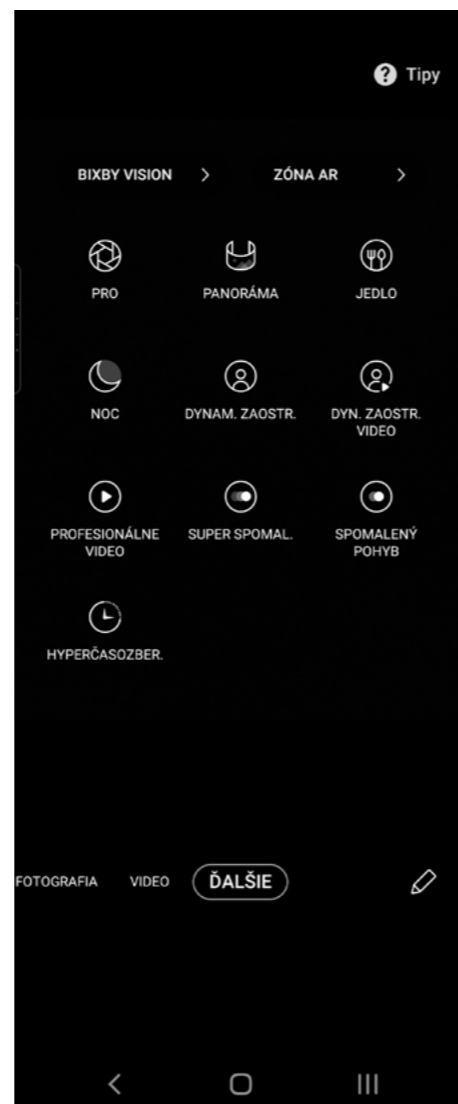 Tipy
BIXBY VISION
ZÓNA AR
PRO
PANORÁMA
JEDLO
NOC
DYNAM. ZAOSTR.
DYN. ZAOSTR.
VIDEO
PROFESIONÁLNE
VIDEO
SUPER SPOMAL.
SPOMALENÝ
POHYB
HYPERČASOZBER.
FOTOGRAFIA
VIDEO
ĎALŠIE